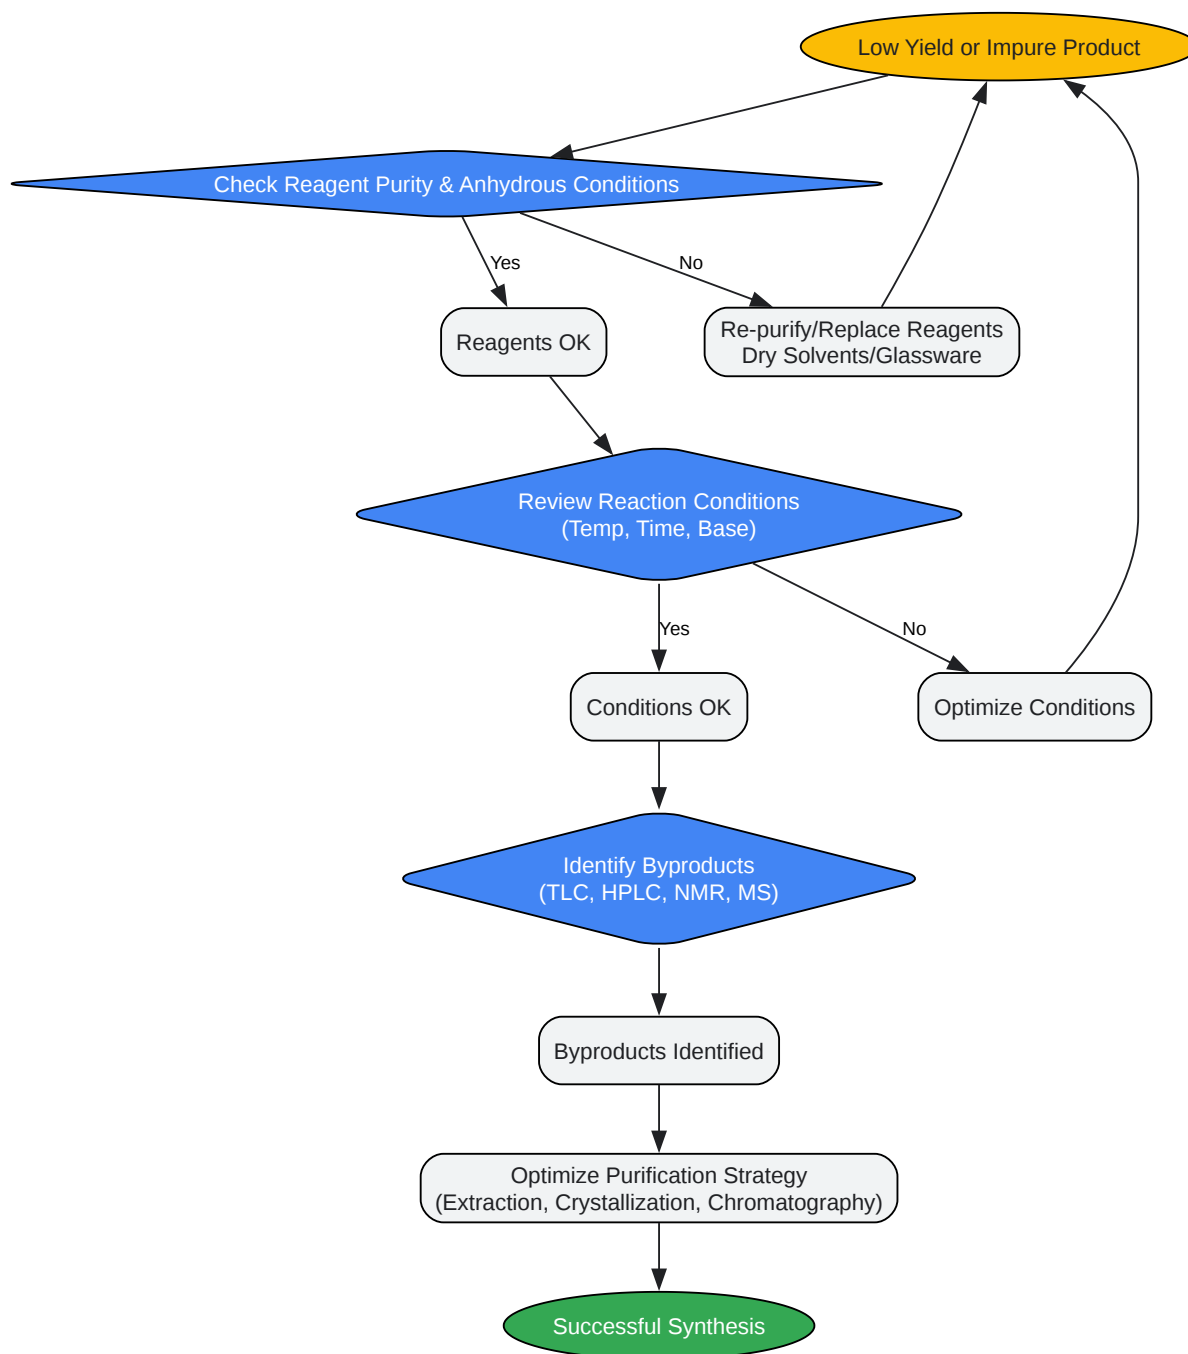 Low Yield or Impure Product
Check Reagent Purity & Anhydrous Conditions
Yes
No
Reagents OK
Re-purify/Replace Reagents
Dry Solvents/Glassware
Review Reaction Conditions
(Temp, Time, Base)
Yes
No
Conditions OK
Optimize Conditions
Identify Byproducts
(TLC, HPLC, NMR, MS)
Byproducts Identified
Optimize Purification Strategy
(Extraction, Crystallization, Chromatography)
Successful Synthesis